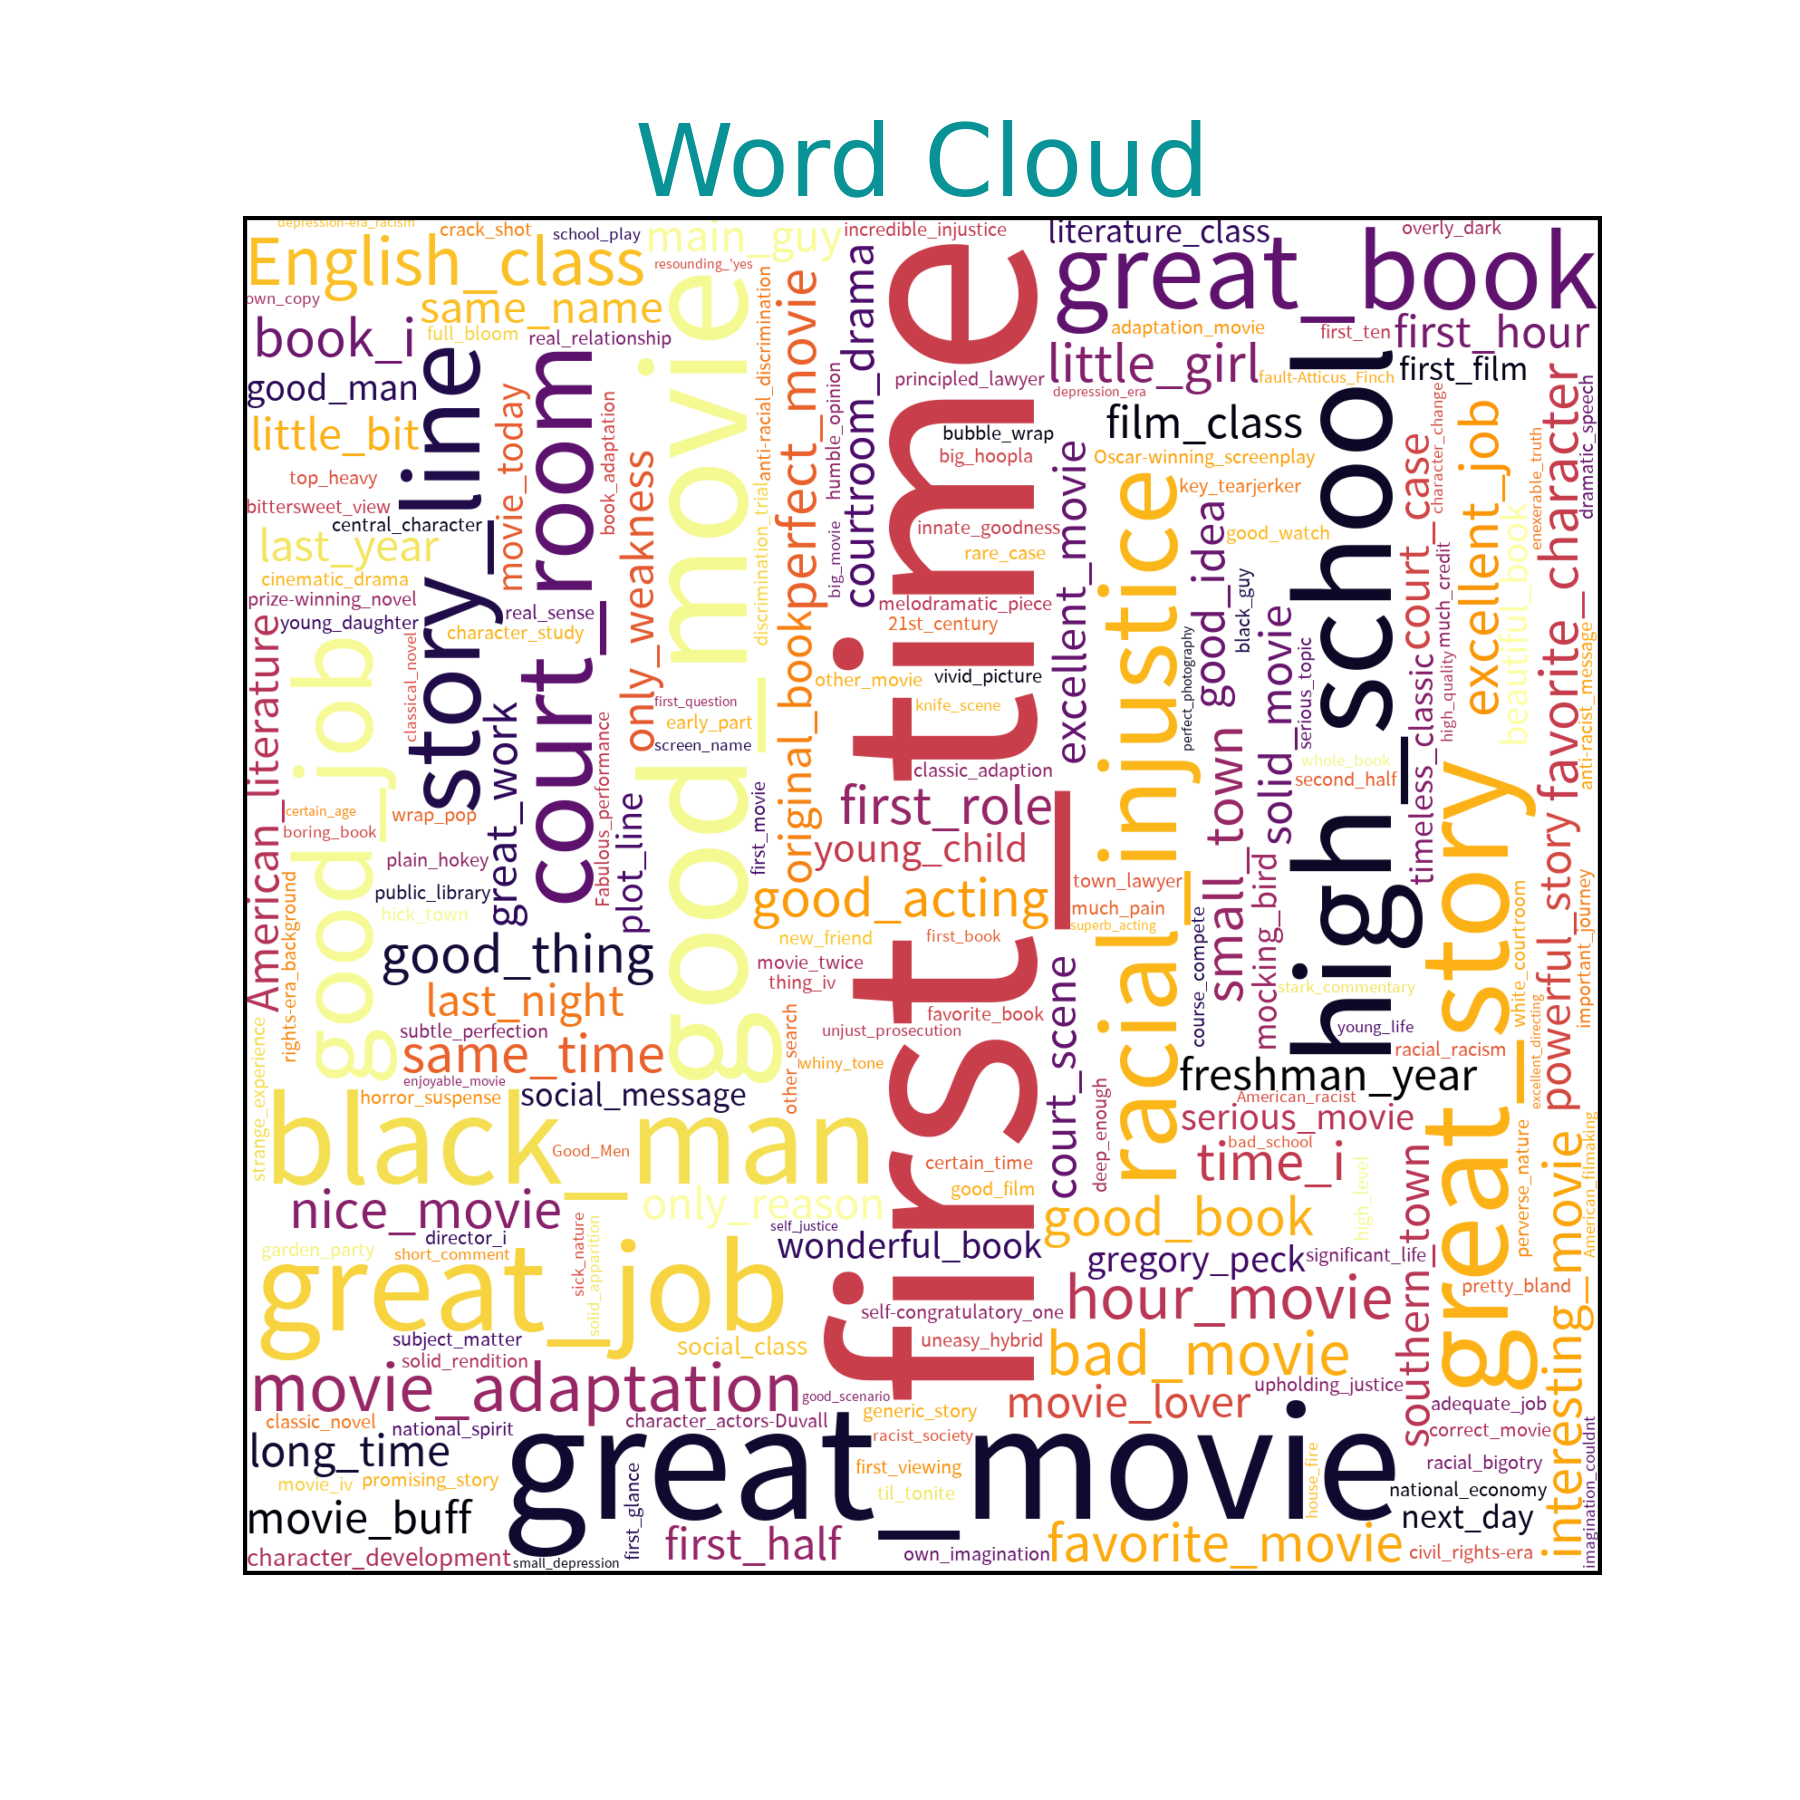 Word Cloud
depression-era_racism
crack_shot
school_play
main_guy
incredible_injustice
literature_class
overly_dark
English_class
resounding_'yes
great_book
own_copy
same_name
book_i
full_bloom
real_relationship
adaptation_movie
first_ten
first_hour
good_man
story_line
court_room
good_movie
anti-racial_discrimination
perfect_movie
courtroom_drama
first_time
principled_lawyer
little_girl
fault-Atticus_Finch
first_film
depression_era
little_bit
movie_today
book_adaptation
humble_opinion
bubble_wrap
film_class
high_school
character_change
favorite_character
dramatic_speech
top_heavy
only_weakness
big_hoopla
Oscar-winning_screenplay
court_case
excellent_job
enexerable_truth
bittersweet_view
central_character
discrimination_trial
key_tearjerker
innate_goodness
excellent_movie
racial_injustice
good_idea
good_watch
beautiful_book
last_year
rare_case
big_movie
cinematic_drama
prize-winning_novel
young_daughter
real_sense
character_study
classical_novel
melodramatic_piece
21st_century
black_guy
solid_movie
much_credit
high_quality
anti-racist_message
American_literature
good_job
original_book
other_movie
vivid_picture
perfect_photography
serious_topic
timeless_classic
first_question
early_part
screen_name
knife_scene
great_work
Fabulous_performance
classic_adaption
small_town
whole_book
second_half
great_story
powerful_story
certain_age
boring_book
wrap_pop
plot_line
first_movie
first_role
young_child
plain_hokey
public_library
hick_town
good_acting
town_lawyer
much_pain
superb_acting
mocking_bird
rights-era_background
good_thing
new_friend
first_book
movie_twice
thing_iv
course_compete
stark_commentary
white_courtroom
important_journey
last_night
subtle_perfection
same_time
other_search
favorite_book
unjust_prosecution
court_scene
young_life
racial_racism
excellent_directing
strange_experience
whiny_tone
enjoyable_movie
horror_suspense
social_message
freshman_year
American_racist
black_man
Good_Men
deep_enough
serious_movie
bad_school
time_i
perverse_nature
interesting_movie
American_filmaking
certain_time
good_film
high_level
southern_town
nice_movie
only_reason
self_justice
good_book
director_i
wonderful_book
gregory_peck
significant_life
garden_party
short_comment
sick_nature
solid_apparition
great_job
self-congratulatory_one
hour_movie
pretty_bland
subject_matter
social_class
uneasy_hybrid
bad_movie
solid_rendition
movie_adaptation
good_scenario
movie_lover
upholding_justice
adequate_job
classic_novel
national_spirit
character_actors-Duvall
generic_story
racist_society
correct_movie
imagination_couldnt
long_time
great_movie
movie_iv
promising_story
first_viewing
til_tonite
house_fire
racial_bigotry
national_economy
movie_buff
first_glance
first_half
next_day
character_development
small_depression
own_imagination
favorite_movie
civil_rights-era